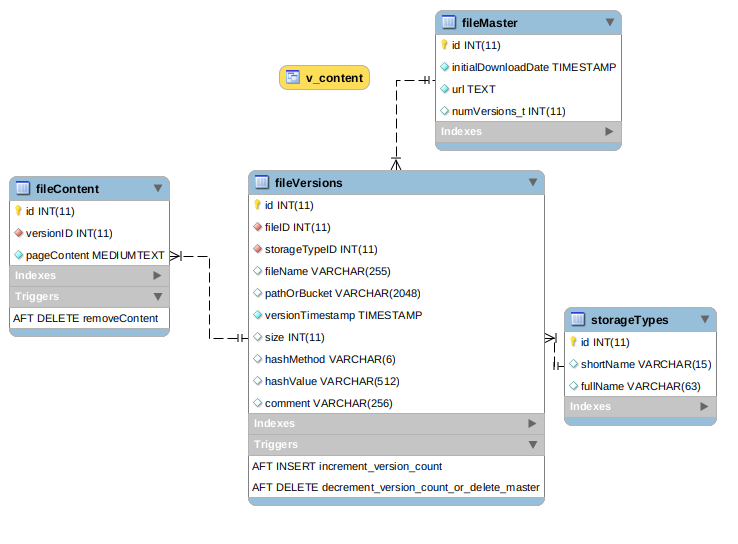 fileMaster
id INT(11)
initialDownloadDate TIMESTAMP
url TEXT
numVersions_t INT(11)
Indexes
v_content
fileContent
id INT(11)
versionID INT(11)
pageContent MEDIUMTEXT
Indexes
Triggers
AFT DELETE removeContent
fileVersions
id INT(11)
fileID INT(11)
storageTypeID INT(11)
fileName VARCHAR(255)
pathOrBucket VARCHAR(2048)
versionTimestamp TIMESTAMP
size INT(11)
hashMethod VARCHAR(6)
hashValue VARCHAR(512)
comment VARCHAR(256)
Indexes
Triggers
AFT INSERT increment_version_count
AFT DELETE decrement_version_count_or_delete_master
storageTypes
id INT(11)
shortName VARCHAR(15)
fullName VARCHAR(63)
Indexes